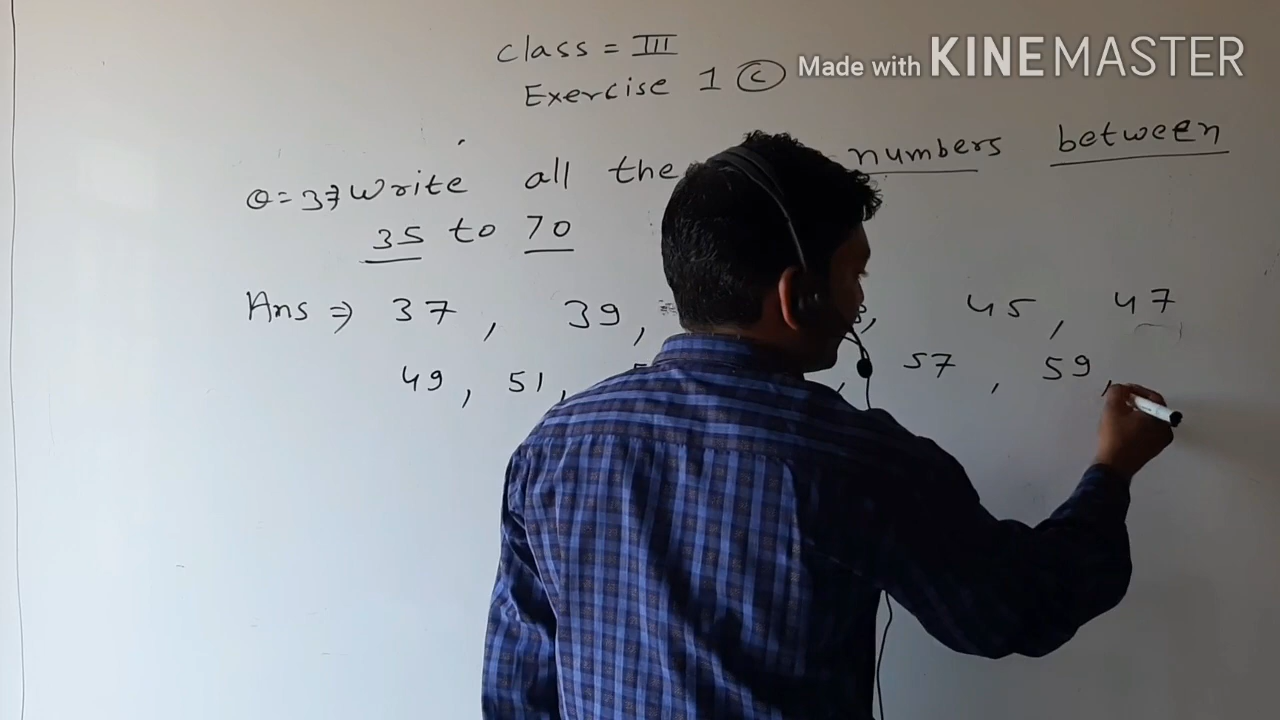 class = III
Exercise 1 (c)
Made with KINEMASTER
Q=37 Write all the numbers between
35 to 70
Ans ⇒ 37, 39, 45, 47
49, 51, 57, 59,